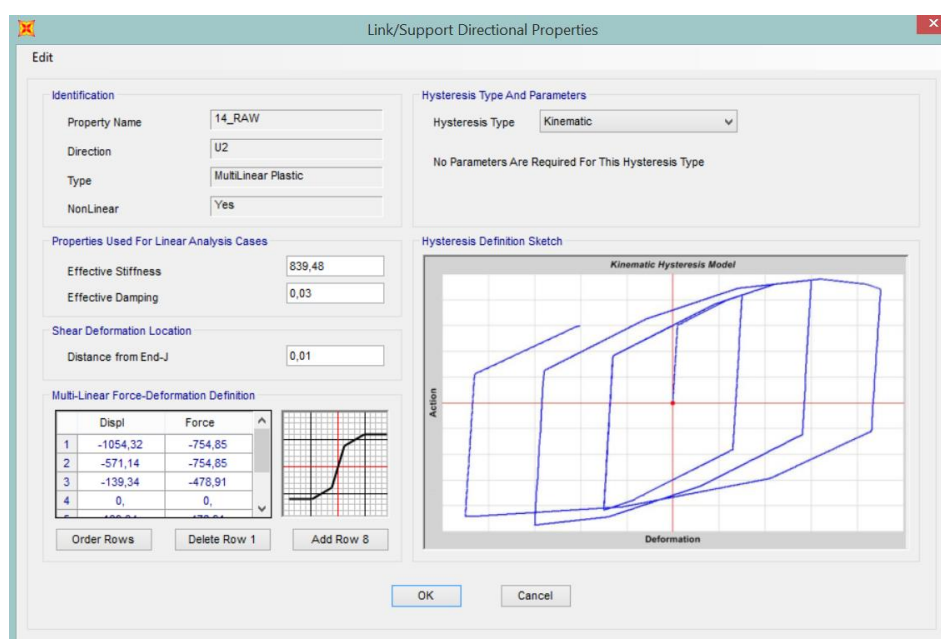 Link/Support Directional Properties
Edit
Identification
Property Name 14_RAW
Direction U2
Type MultiLinear Plastic
NonLinear Yes
Hysteresis Type And Parameters
Hysteresis Type Kinematic
No Parameters Are Required For This Hysteresis Type
Properties Used For Linear Analysis Cases
Effective Stiffness 839,48
Effective Damping 0,03
Shear Deformation Location
Distance from End-J 0,01
Multi-Linear Force-Deformation Definition
Displ Force
1 -1054,32 -754,85
2 -571,14 -754,85
3 -139,34 -478,91
4 0, 0,
Order Rows Delete Row 1 Add Row 8
Hysteresis Definition Sketch
Kinematic Hysteresis Model
Action
Deformation
OK Cancel